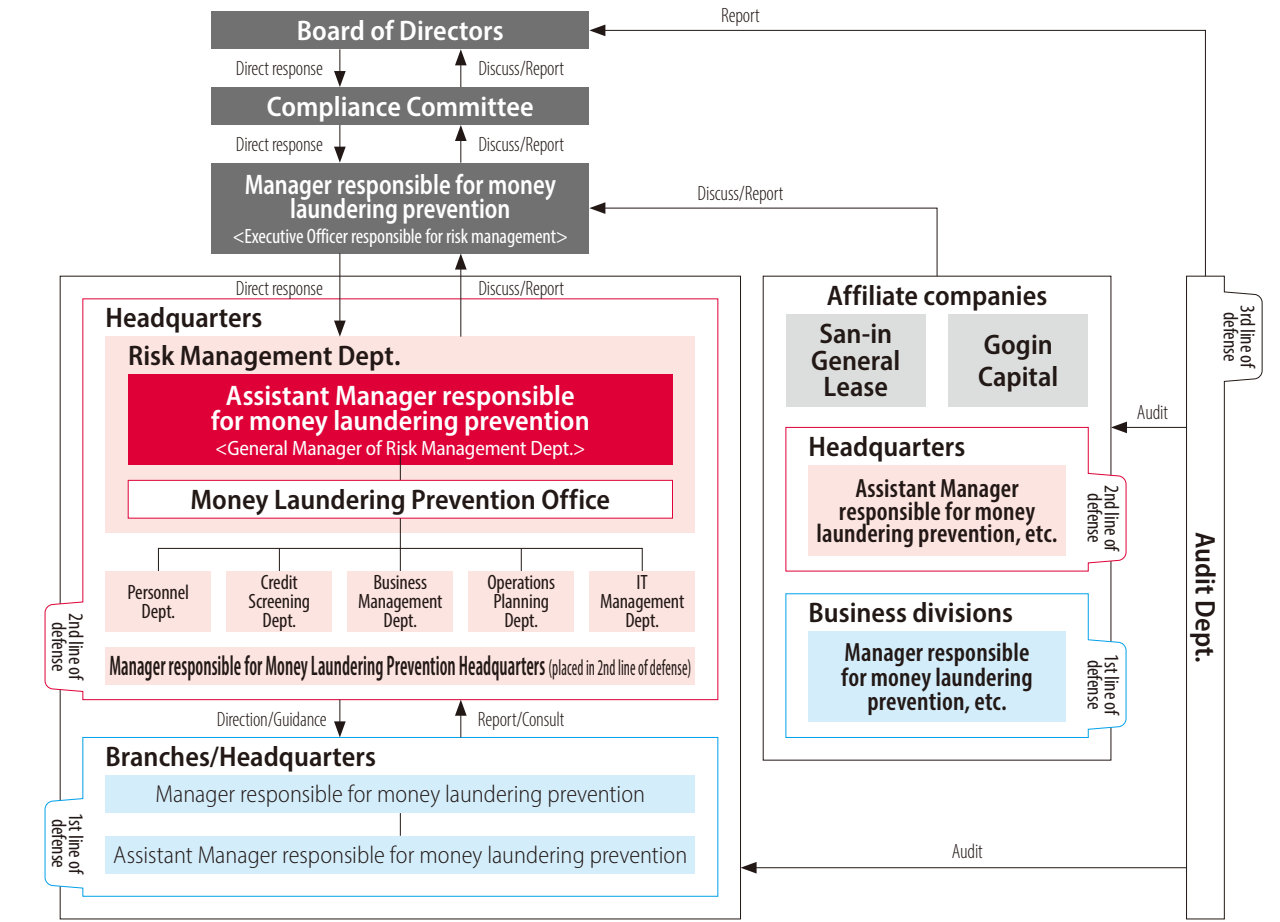 Report
Board of Directors
Direct response
Discuss/Report
Compliance Committee
Direct response
Discuss/Report
Manager responsible for money
laundering prevention
<Executive Officer responsible for risk management>
Discuss/Report
Direct response
Discuss/Report
Headquarters
Risk Management Dept.
Assistant Manager responsible
for money laundering prevention
<General Manager of Risk Management Dept.>
Money Laundering Prevention Office
Personnel
Dept.
Credit
Screening
Dept.
Business
Management
Dept.
Operations
Planning
Dept.
IT
Management
Dept.
Manager responsible for Money Laundering Prevention Headquarters (placed in 2nd line of defense)
2nd line of
defense
Direction/Guidance
Report/Consult
Branches/Headquarters
Manager responsible for money laundering prevention
Assistant Manager responsible for money laundering prevention
1st line of
defense
Affiliate companies
San-in
General
Lease
Gogin
Capital
Headquarters
Assistant Manager
responsible for money
laundering prevention, etc.
2nd line of
defense
Business divisions
Manager responsible
for money laundering
prevention, etc.
1st line of
defense
Audit
Audit
3rd line of
defense
Audit Dept.